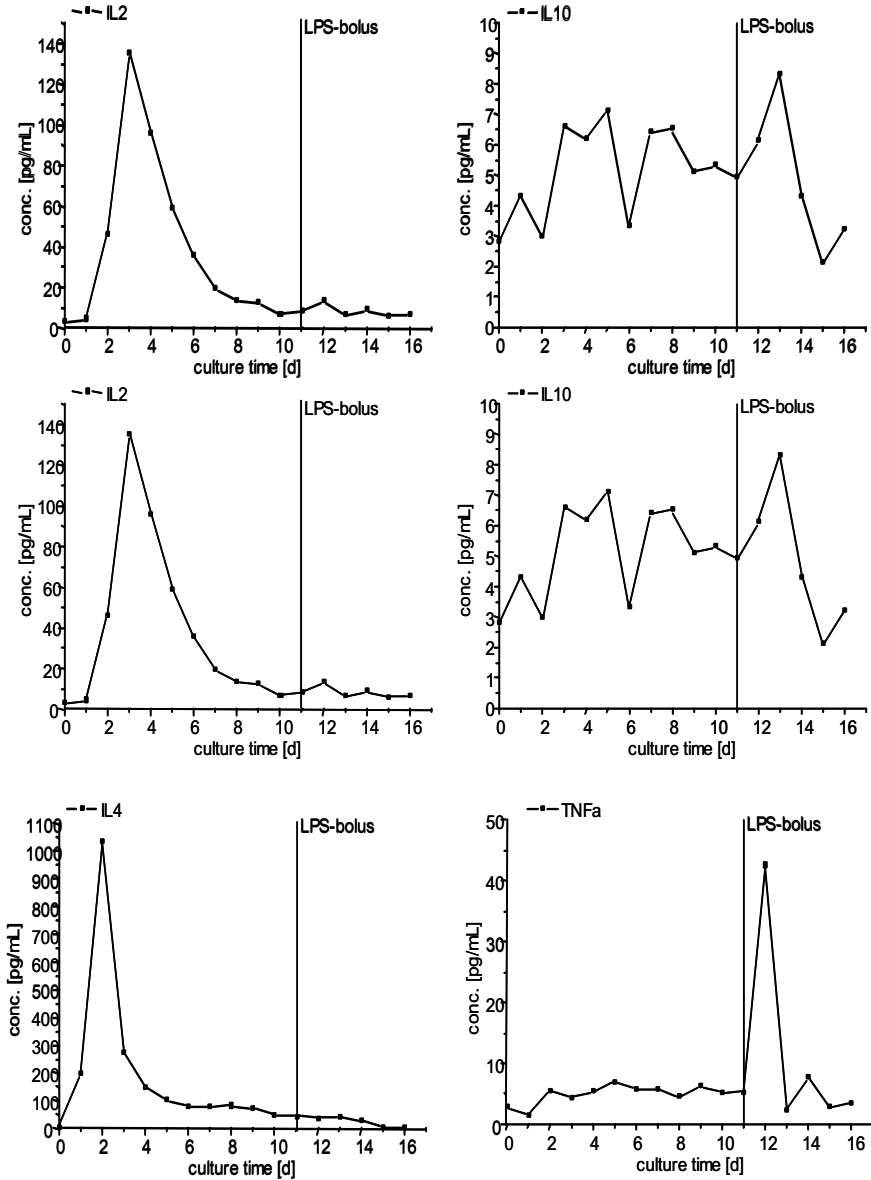 IL2
LPS-bolus
conc. [pg/mL]
140
120
100
80
60
40
20
0
0 2 4 6 8 10 12 14 16
culture time [d]
IL10
LPS-bolus
conc. [pg/mL]
10
9
8
7
6
5
4
3
2
1
0
0 2 4 6 8 10 12 14 16
culture time [d]
IL2
LPS-bolus
conc. [pg/mL]
140
120
100
80
60
40
20
0
0 2 4 6 8 10 12 14 16
culture time [d]
IL10
LPS-bolus
conc. [pg/mL]
10
9
8
7
6
5
4
3
2
1
0
0 2 4 6 8 10 12 14 16
culture time [d]
IL4
LPS-bolus
conc. [pg/mL]
1100
1000
900
800
700
600
500
400
300
200
100
0
0 2 4 6 8 10 12 14 16
culture time [d]
TNFa
LPS-bolus
conc. [pg/mL]
50
40
30
20
10
0
0 2 4 6 8 10 12 14 16
culture time [d]